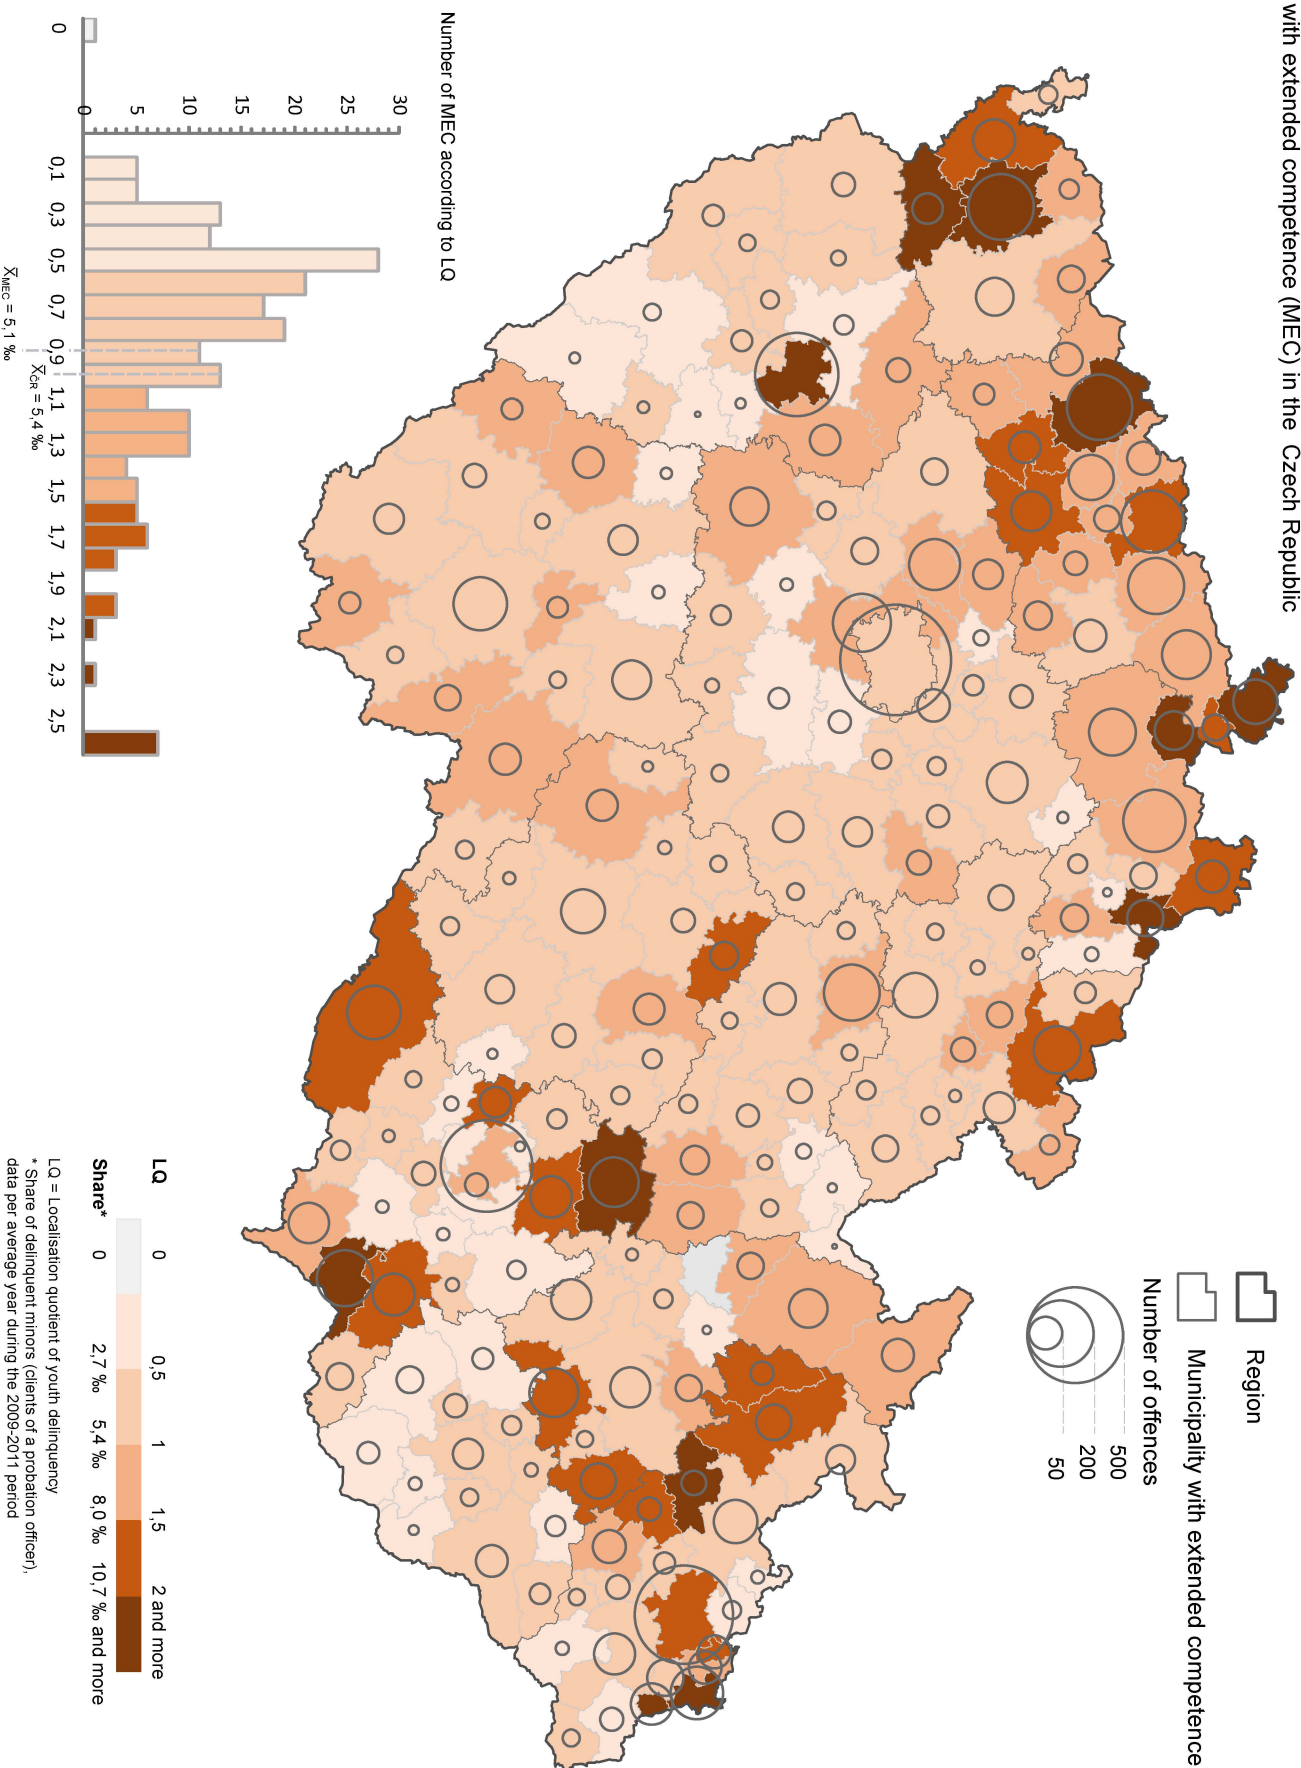 with extended competence (MEC) in the Czech Republic
Region
Municipality with extended competence
Number of offences
500
200
50
Number of MEC according to LQ
30
25
20
15
10
5
0
0
0,1
0,3
0,5
0,7
0,9
1,1
1,3
1,5
1,7
1,9
2,1
2,3
2,5
X̅MEC = 5,1 ‰
X̅ČR = 5,4 ‰
LQ
0
0,5
1
1,5
2 and more
Share*
0
2,7 ‰
5,4 ‰
8,0 ‰
10,7 ‰ and more
LQ = Localisation quotient of youth delinquency
* Share of delinquent minors (clients of a probation officer),
data per average year during the 2009-2011 period